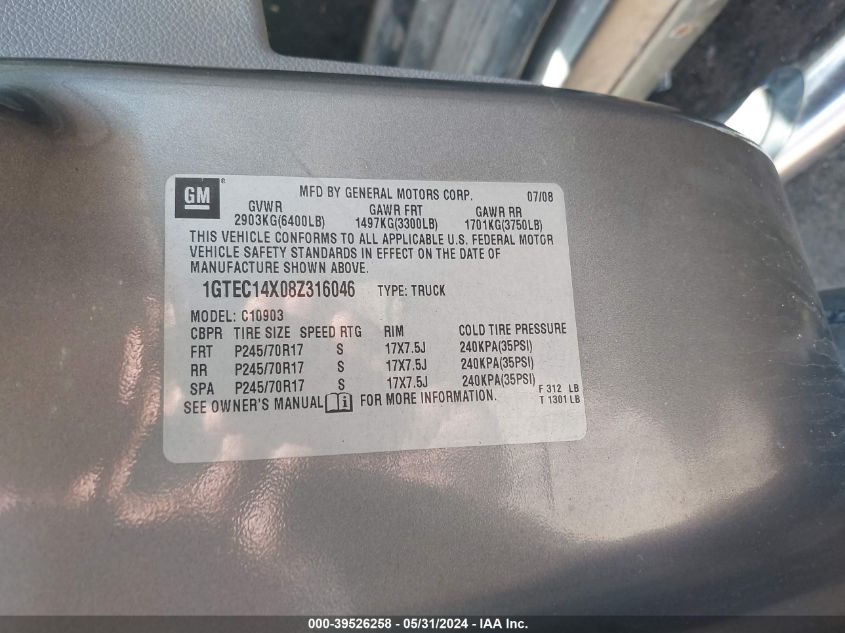 GM ® MFD BY GENERAL MOTORS CORP. 07/08
GVWR GAWR FRT GAWR RR
2903KG(6400LB) 1497KG(3300LB) 1701KG(3750LB)
THIS VEHICLE CONFORMS TO ALL APPLICABLE U.S. FEDERAL MOTOR
VEHICLE SAFETY STANDARDS IN EFFECT ON THE DATE OF
MANUFACTURE SHOWN ABOVE.
1GTEC14X08Z316046 TYPE: TRUCK
MODEL: C10903
CBPR TIRE SIZE SPEED RTG RIM COLD TIRE PRESSURE
FRT P245/70R17 S 17X7.5J 240KPA(35PSI)
RR P245/70R17 S 17X7.5J 240KPA(35PSI)
SPA P245/70R17 S 17X7.5J 240KPA(35PSI)
F 312 LB
SEE OWNER'S MANUAL i FOR MORE INFORMATION. T 1301 LB
000-39526258 - 05/31/2024 - IAA Inc.